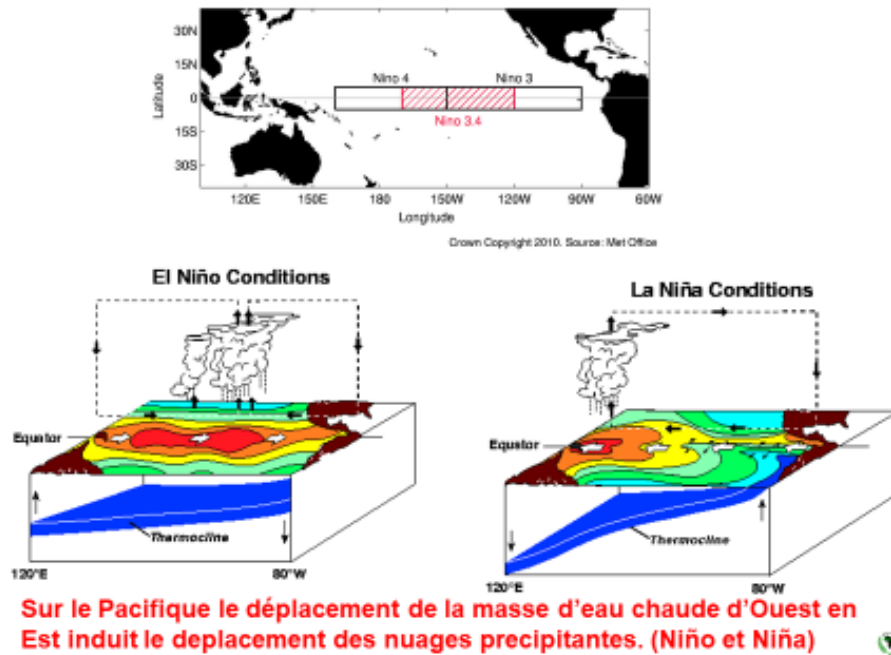 30N
15N
0
15S
30S
Latitude
Nino 4
Nino 3
Nino 3.4
120E 150E 180 150W 120W 90W 60W
Longitude
Crown Copyright 2010. Source: Met Office
El Niño Conditions
Equator
Thermocline
120°E
80°W
La Niña Conditions
Equator
Thermocline
120°E
80°W
Sur le Pacifique le déplacement de la masse d'eau chaude d'Ouest en
Est induit le deplacement des nuages precipitantes. (Niño et Niña)